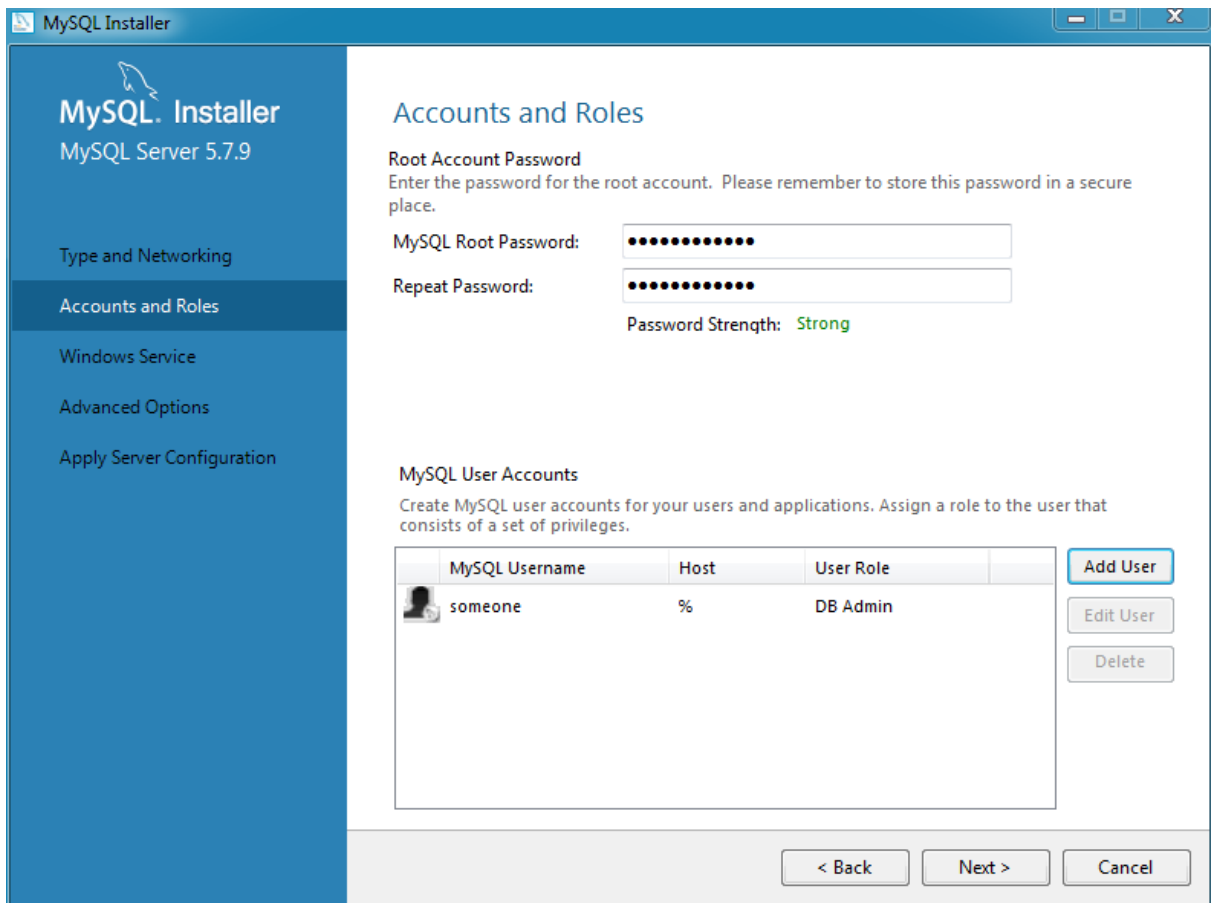 MySQL Installer
MySQL. Installer
MySQL Server 5.7.9
Type and Networking
Accounts and Roles
Windows Service
Advanced Options
Apply Server Configuration
Accounts and Roles
Root Account Password
Enter the password for the root account. Please remember to store this password in a secure
place.
MySQL Root Password: ●●●●●●●●●●●●
Repeat Password: ●●●●●●●●●●●●
Password Strength: Strong
MySQL User Accounts
Create MySQL user accounts for your users and applications. Assign a role to the user that
consists of a set of privileges.
MySQL Username Host User Role
someone % DB Admin
Add User
Edit User
Delete
< Back Next > Cancel